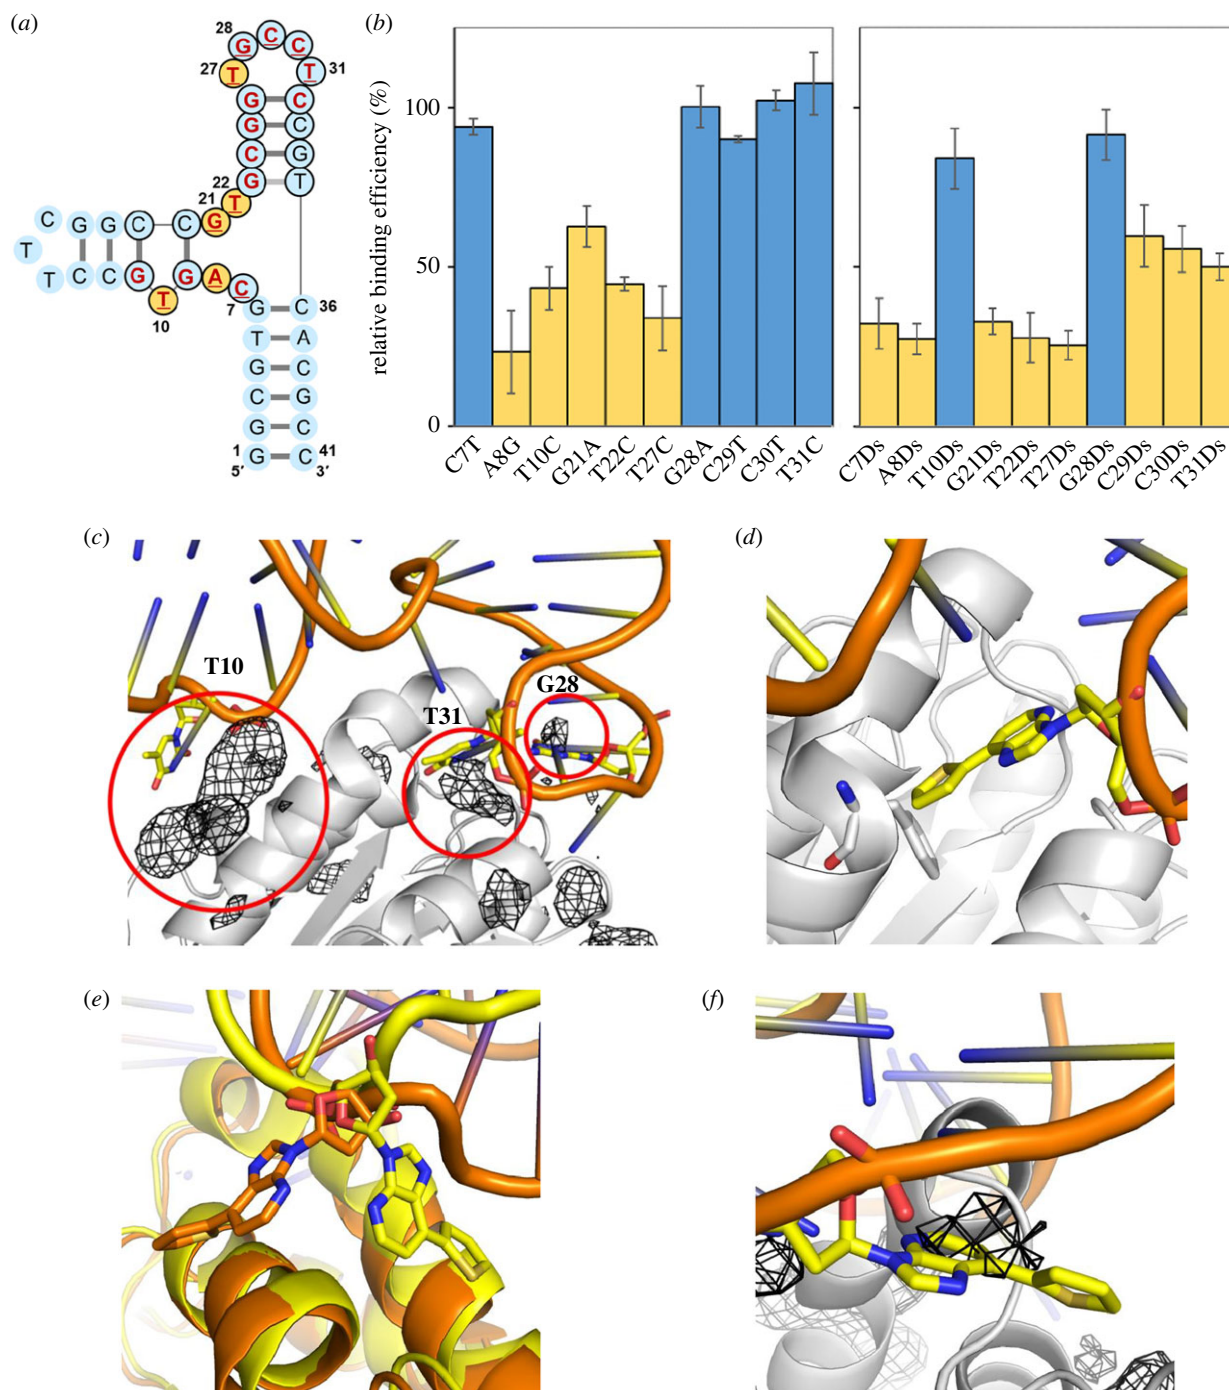 (a)
28
G C C
27 T T 31
G C
G C
C G
22 G T
21 T
C G G C C G
T
T C C G T G A C
10 7 G C 36
T A
G C
C G
G C
1 G C 41
5′ 3′
(b)
relative binding efficiency (%)
100
50
0
C7T
A8G
T10C
G21A
T22C
T27C
G28A
C29T
C30T
T31C
C7Ds
A8Ds
T10Ds
G21Ds
T22Ds
T27Ds
G28Ds
C29Ds
C30Ds
T31Ds
(c)
T10
T31
G28
(d)
(e)
(f)